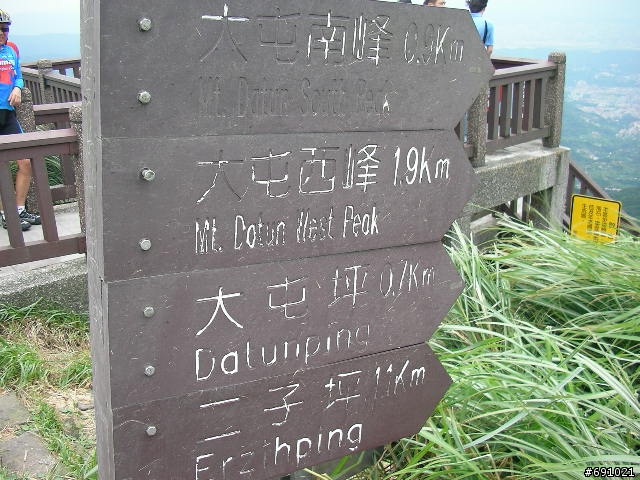 大屯南峰 0.9Km
Mt. Datun South Peak
大屯西峰 1.9Km
Mt. Datun West Peak
大屯坪 0.7Km
Datunping
二子坪 1.1Km
Erzihping
#691021